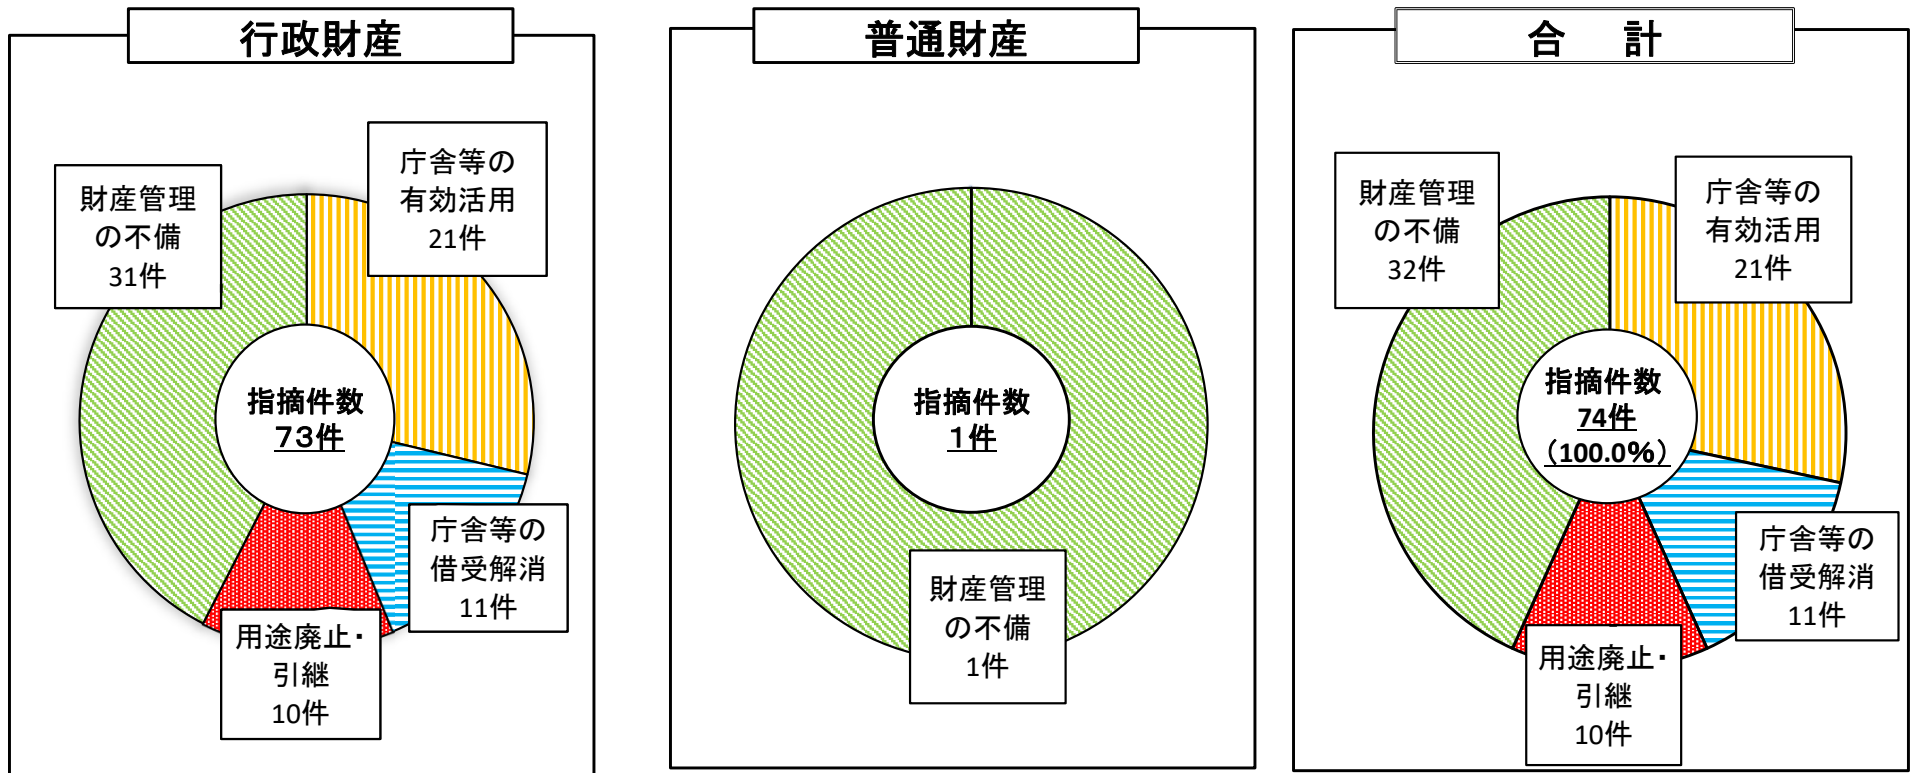 行政財産
庁舎等の
有効活用
21件
財産管理
の不備
31件
指摘件数
７３件
庁舎等の
借受解消
11件
用途廃止・
引継
10件
普通財産
指摘件数
１件
財産管理
の不備
1件
合　計
財産管理
の不備
32件
庁舎等の
有効活用
21件
指摘件数
74件
（100.0％）
庁舎等の
借受解消
11件
用途廃止・
引継
10件